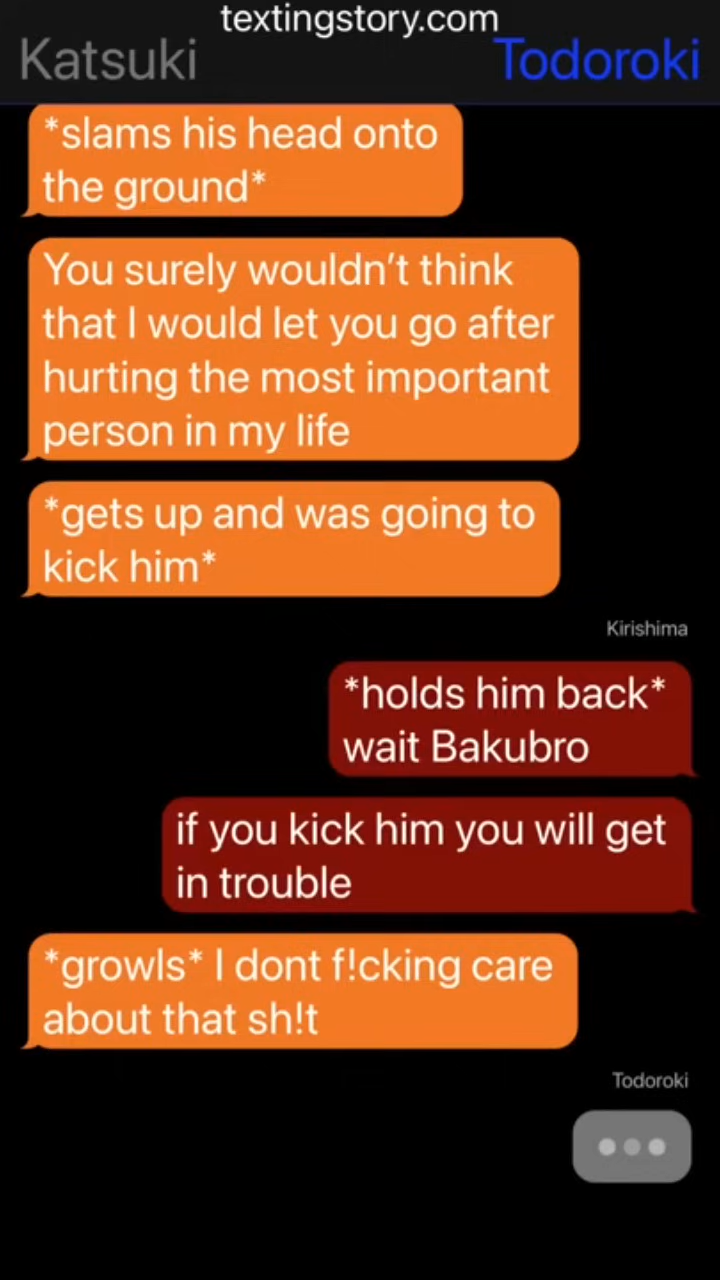 textingstory.com
Katsuki
Todoroki
*slams his head onto
the ground*
You surely wouldn't think
that I would let you go after
hurting the most important
person in my life
*gets up and was going to
kick him*
Kirishima
*holds him back*
wait Bakubro
if you kick him you will get
in trouble
*growls* I dont f!cking care
about that sh!t
Todoroki